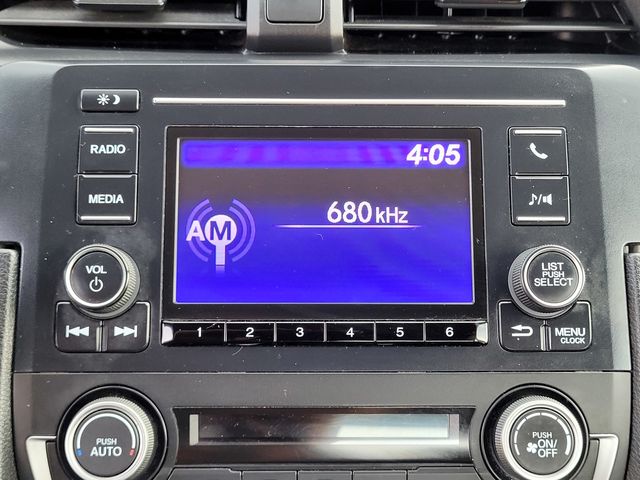 RADIO
MEDIA
4:05
AM
680 kHz
VOL
LIST
PUSH
SELECT
MENU
CLOCK
1 2 3 4 5 6
PUSH
AUTO
PUSH
ON/
OFF